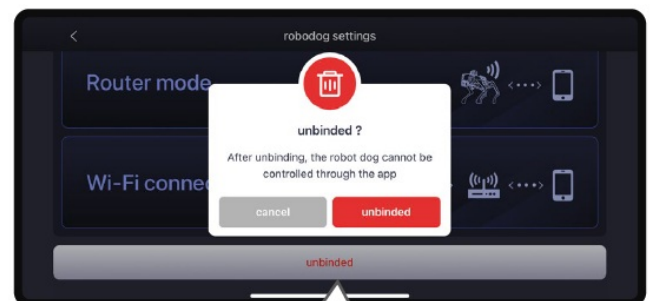 robodog settings
Router mode
unbinded ?
After unbinding, the robot dog cannot be
controlled through the app
Wi-Fi connec
cancel
unbinded
unbinded